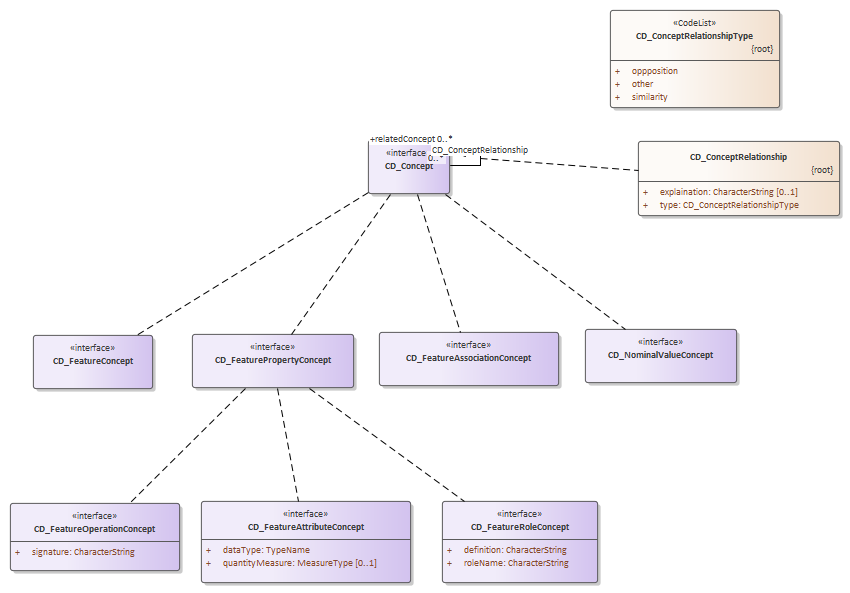 «CodeList»
CD_ConceptRelationshipType
{root}
+ oppposition
+ other
+ similarity
+relatedConcept 0..*
«interface
CD_ConceptRelationship
0..
CD_Concept
CD_ConceptRelationship
{root}
+ explaination: CharacterString [0..1]
+ type: CD_ConceptRelationshipType
«interface»
CD_FeatureConcept
«interface»
CD_FeaturePropertyConcept
«interface»
CD_FeatureAssociationConcept
«interface»
CD_NominalValueConcept
«interface»
CD_FeatureOperationConcept
+ signature: CharacterString
«interface»
CD_FeatureAttributeConcept
+ dataType: TypeName
+ quantityMeasure: MeasureType [0..1]
«interface»
CD_FeatureRoleConcept
+ definition: CharacterString
+ roleName: CharacterString